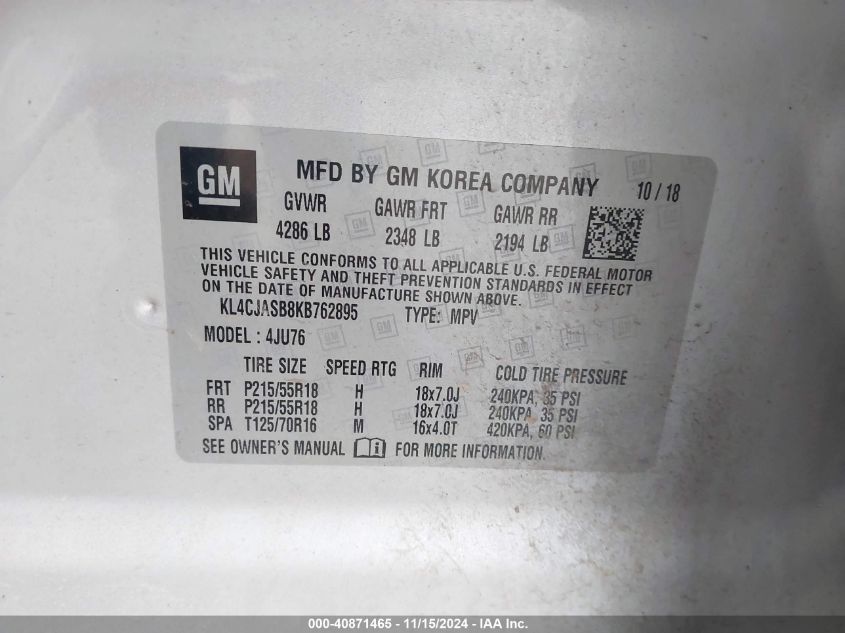 GM
MFD BY GM KOREA COMPANY 10 / 18
GVWR GAWR FRT GAWR RR
4286 LB 2348 LB 2194 LB
THIS VEHICLE CONFORMS TO ALL APPLICABLE U.S. FEDERAL MOTOR
VEHICLE SAFETY AND THEFT PREVENTION STANDARDS IN EFFECT
ON THE DATE OF MANUFACTURE SHOWN ABOVE.
KL4CJASB8KB762895 TYPE: MPV
MODEL : 4JU76
TIRE SIZE SPEED RTG RIM COLD TIRE PRESSURE
FRT P215/55R18 H 18x7.0J 240KPA, 35 PSI
RR P215/55R18 H 18x7.0J 240KPA, 35 PSI
SPA T125/70R16 M 16x4.0T 420KPA, 60 PSI
SEE OWNER'S MANUAL FOR MORE INFORMATION.
000-40871465 - 11/15/2024 - IAA Inc.